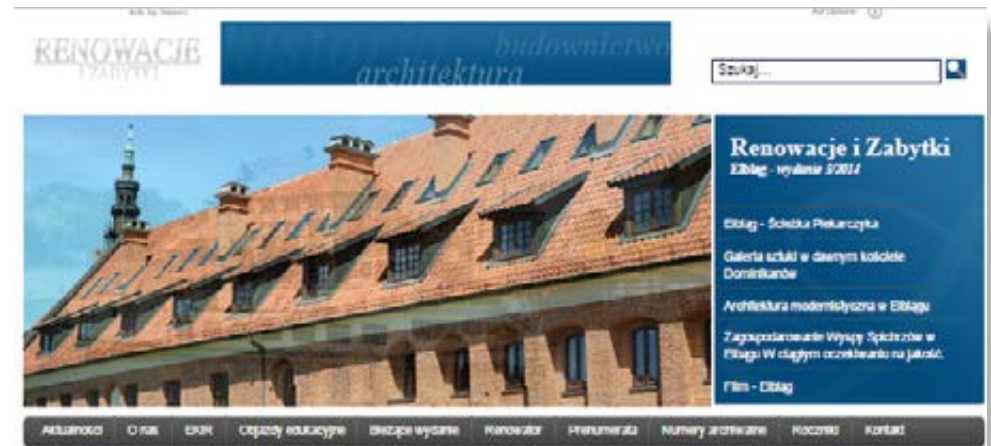 RENOWACJE
I ZABYTKI
budownictwo
architektura
Szukaj...
Renowacje i Zabytki
Elbląg - wydanie 3/2014
Elbląg - Ścieżka Piekarczyka
Galeria sztuki w dawnym kościele
Dominikanów
Architektura modernistyczna w Elblągu
Zagospodarowanie Wyspy Spichrzów w
Elblągu W ciągłym oczekiwaniu na jakość.
Film - Elbląg
Aktualności O nas EKIR Objazdy edukacyjne Bieżące wydanie Renowator Prenumerata Numery archiwalne Roczniki Kontakt